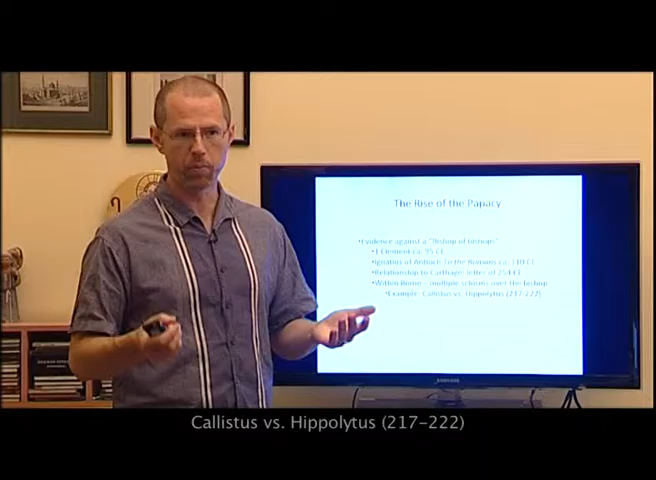 The Rise of the Papacy
•Evidence against a "Bishop of bishops"
•1 Clement ca. 95 CE
•Ignatius of Antioch To the Romans ca. 110 CE
•Relationship to Carthage: letter of 254 CE
•Within Rome – multiple schisms over the bishop
•Example: Callistus vs. Hippolytus (217-222)
Callistus vs. Hippolytus (217–222)